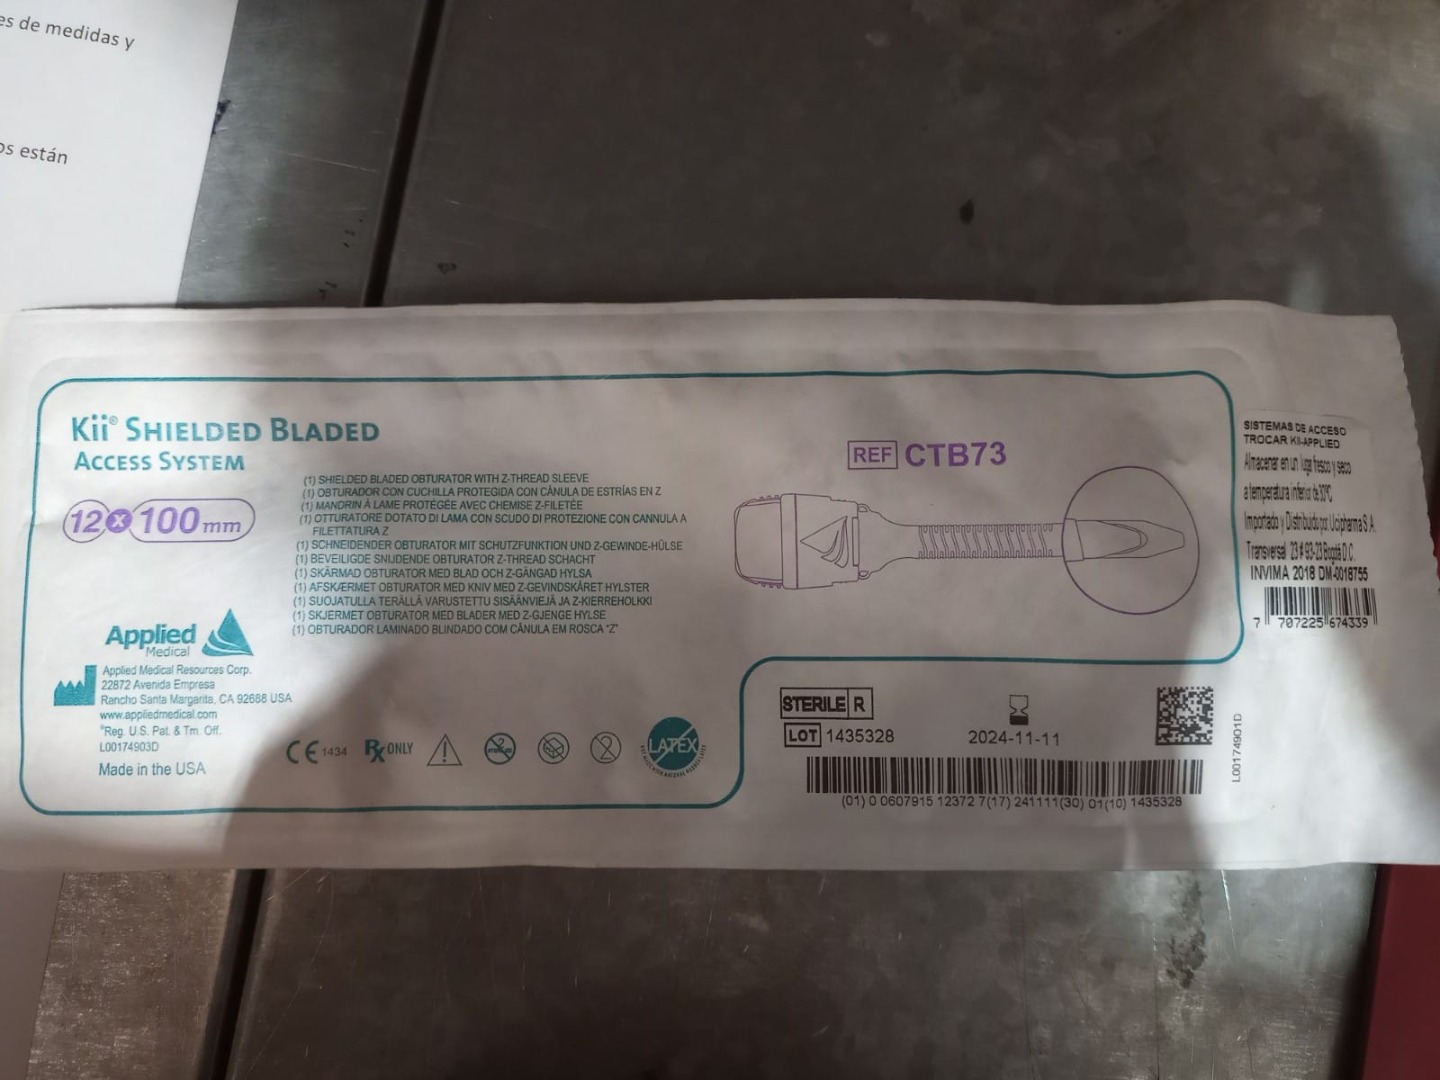 es de medidas y
os están
Kii® SHIELDED BLADED
ACCESS SYSTEM
12 x 100 mm
(1) SHIELDED BLADED OBTURATOR WITH Z-THREAD SLEEVE
(1) OBTURADOR CON CUCHILLA PROTEGIDA CON CÁNULA DE ESTRÍAS EN Z
(1) MANDRIN À LAME PROTÉGÉE AVEC CHEMISE Z-FILETÉE
(1) OTTURATORE DOTATO DI LAMA CON SCUDO DI PROTEZIONE CON CANNULA A
FILETTATURA Z
(1) SCHNEIDENDER OBTURATOR MIT SCHUTZFUNKTION UND Z-GEWINDE-HÜLSE
(1) BEVEILIGDE SNIJDENDE OBTURATOR Z-THREAD SCHACHT
(1) SKÄRMAD OBTURATOR MED BLAD OCH Z-GÄNGAD HYLSA
(1) AFSKÆRMET OBTURATOR MED KNIV MED Z-GEVINDSKÅRET HYLSTER
(1) SUOJATULLA TERÄLLÄ VARUSTETTU SISÄÄNVIEJÄ JA Z-KIERREHOLKKI
(1) SKJERMET OBTURATOR MED BLADER MED Z-GJENGE HYLSE
(1) OBTURADOR LAMINADO BLINDADO COM CÂNULA EM ROSCA "Z"
REF CTB73
Applied
Medical
Applied Medical Resources Corp.
22872 Avenida Empresa
Rancho Santa Margarita, CA 92688 USA
www.appliedmedical.com
®Reg. U.S. Pat. & Tm. Off.
L00174903D
Made in the USA
CE 1434
Rx ONLY
2
LATEX
STERILE R
LOT 1435328
2024-11-11
(01) 0 0607915 12372 7(17) 241111(30) 01(10) 1435328
L00174901D
SISTEMAS DE ACCESO
TROCAR KII-APPLIED
Almacenar en un lugar fresco y seco
a temperatura inferior de 30°C
Importado y Distribuido por Ucipharma S.A.
Transversal 23 # 93-23 Bogotá D.C.
INVIMA 2018 DM-0018755
7 707225 674339